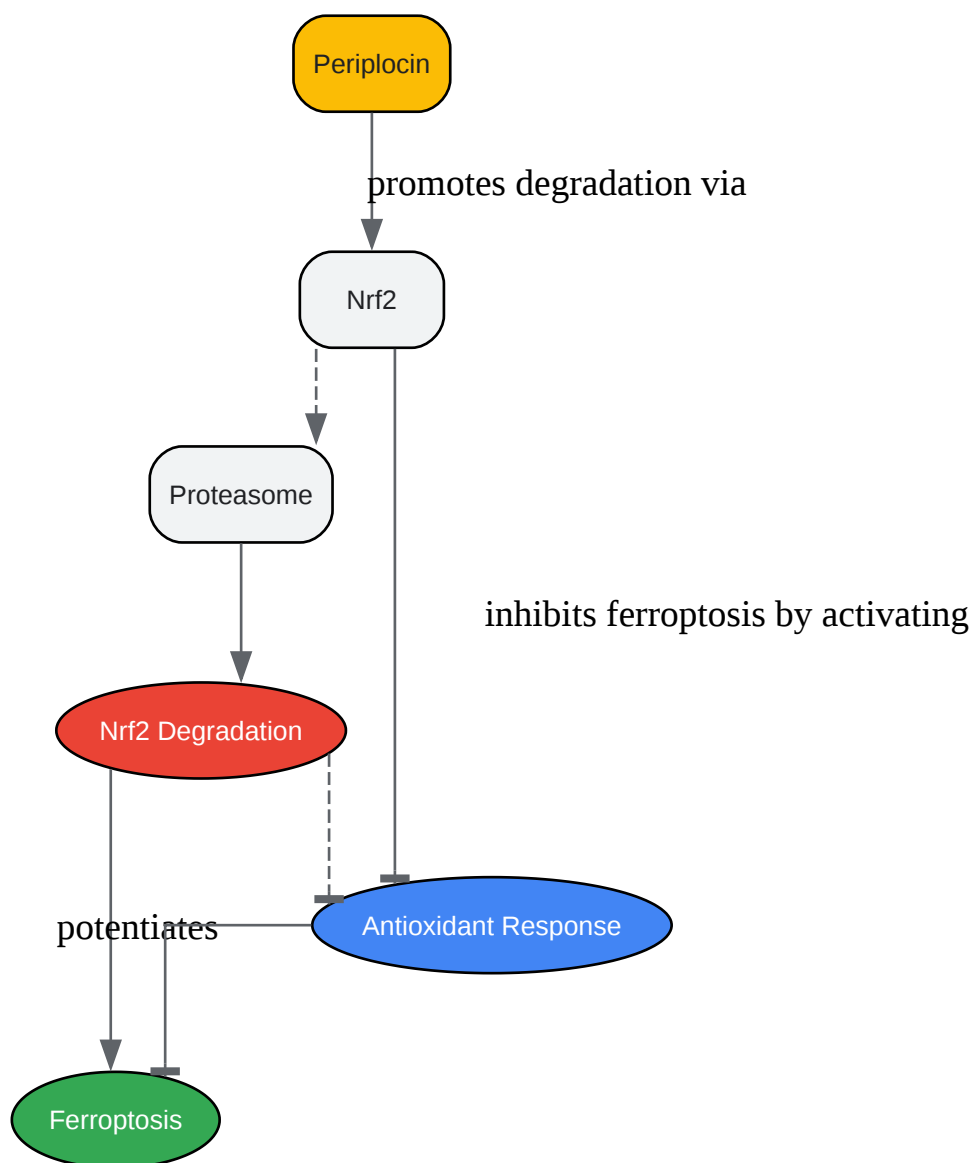 Periplocin
promotes degradation via
Nrf2
Proteasome
inhibits ferroptosis by activating
Nrf2 Degradation
potentiates
Antioxidant Response
Ferroptosis